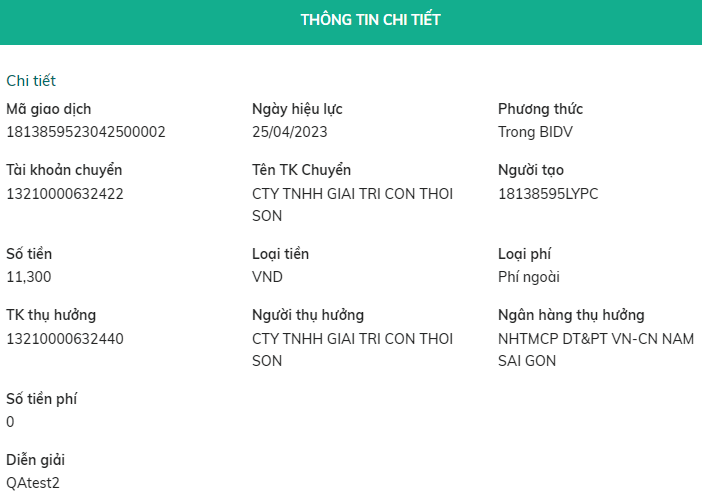 THÔNG TIN CHI TIẾT
Chi tiết
Mã giao dịch
1813859523042500002
Ngày hiệu lực
25/04/2023
Phương thức
Trong BIDV
Tài khoản chuyển
13210000632422
Tên TK Chuyển
CTY TNHH GIAI TRI CON THOI
SON
Người tạo
18138595LYPC
Số tiền
11,300
Loại tiền
VND
Loại phí
Phí ngoài
TK thụ hưởng
13210000632440
Người thụ hưởng
CTY TNHH GIAI TRI CON THOI
SON
Ngân hàng thụ hưởng
NHTMCP DT&PT VN-CN NAM
SAI GON
Số tiền phí
0
Diễn giải
QAtest2